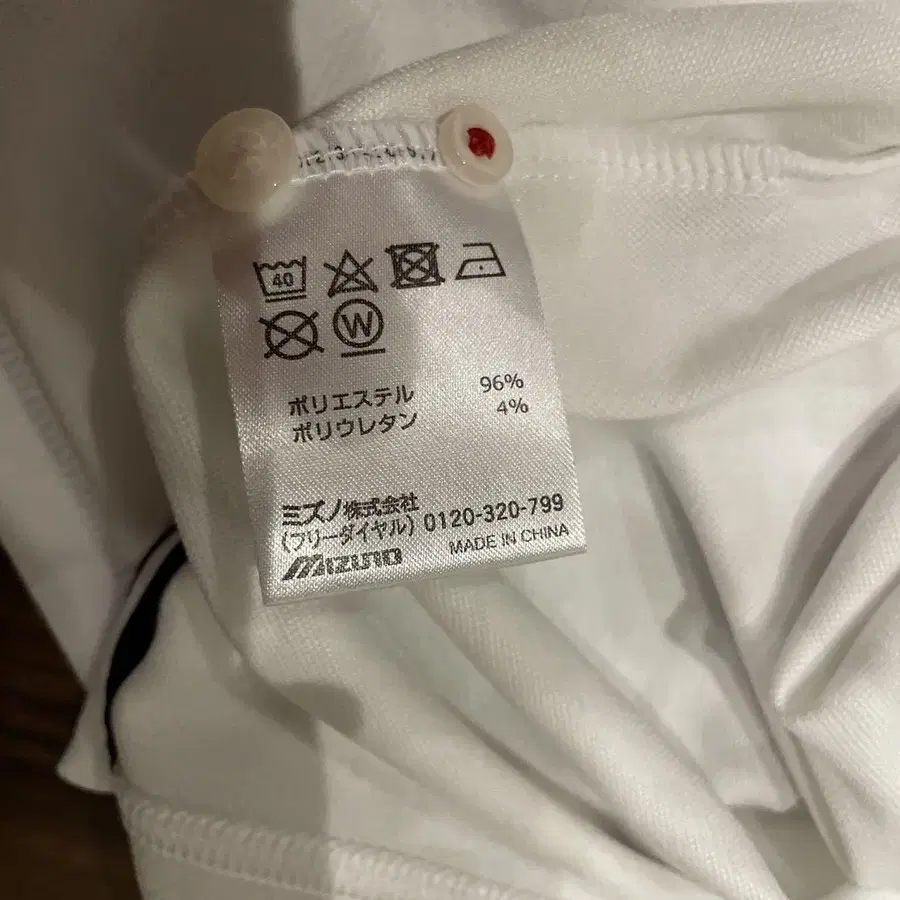 40
W
ポリエステル 96%
ポリウレタン 4%
ミズノ株式会社
(フリーダイヤル) 0120-320-799
MIZUNO MADE IN CHINA